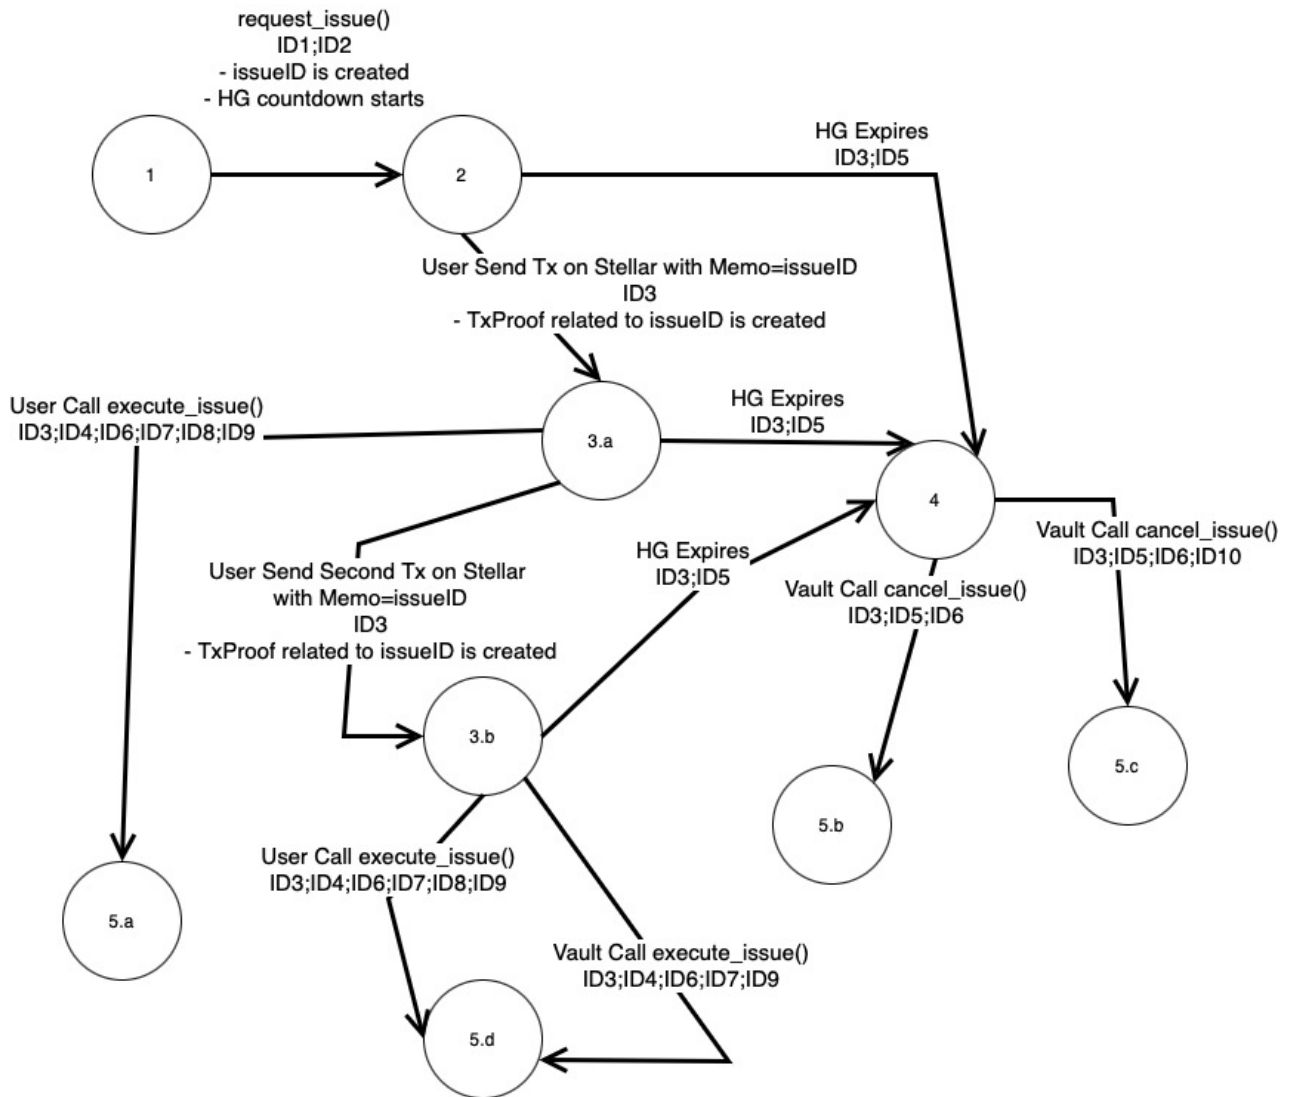 request_issue()
ID1;ID2
- issueID is created
- HG countdown starts
1
2
HG Expires
ID3;ID5
User Send Tx on Stellar with Memo=issueID
ID3
- TxProof related to issueID is created
User Call execute_issue()
ID3;ID4;ID6;ID7;ID8;ID9
3.a
HG Expires
ID3;ID5
4
Vault Call cancel_issue()
ID3;ID5;ID6;ID10
User Send Second Tx on Stellar
with Memo=issueID
ID3
- TxProof related to issueID is created
HG Expires
ID3;ID5
Vault Call cancel_issue()
ID3;ID5;ID6
3.b
5.b
5.c
User Call execute_issue()
ID3;ID4;ID6;ID7;ID8;ID9
5.a
Vault Call execute_issue()
ID3;ID4;ID6;ID7;ID9
5.d